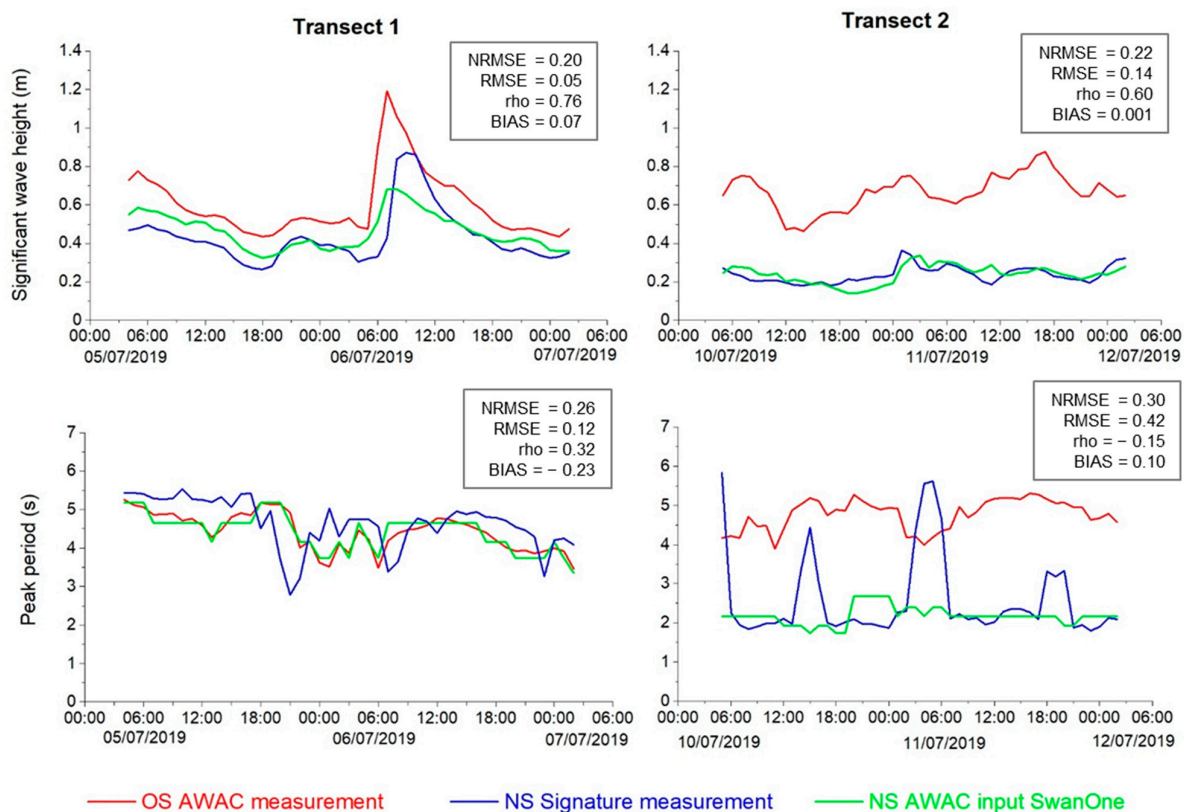 Transect 1
Transect 2
Significant wave height (m)
1.4
1.2
1
0.8
0.6
0.4
0.2
0
NRMSE = 0.20
RMSE = 0.05
rho = 0.76
BIAS = 0.07
00:00 06:00 12:00 18:00 00:00 06:00 12:00 18:00 00:00 06:00
05/07/2019 06/07/2019 07/07/2019
1.4
1.2
1
0.8
0.6
0.4
0.2
0
NRMSE = 0.22
RMSE = 0.14
rho = 0.60
BIAS = 0.001
00:00 06:00 12:00 18:00 00:00 06:00 12:00 18:00 00:00 06:00
10/07/2019 11/07/2019 12/07/2019
Peak period (s)
7
6
5
4
3
2
1
0
NRMSE = 0.26
RMSE = 0.12
rho = 0.32
BIAS = – 0.23
00:00 06:00 12:00 18:00 00:00 06:00 12:00 18:00 00:00 06:00
05/07/2019 06/07/2019 07/07/2019
7
6
5
4
3
2
1
0
NRMSE = 0.30
RMSE = 0.42
rho = – 0.15
BIAS = 0.10
00:00 06:00 12:00 18:00 00:00 06:00 12:00 18:00 00:00 06:00
10/07/2019 11/07/2019 12/07/2019
OS AWAC measurement NS Signature measurement NS AWAC input SwanOne